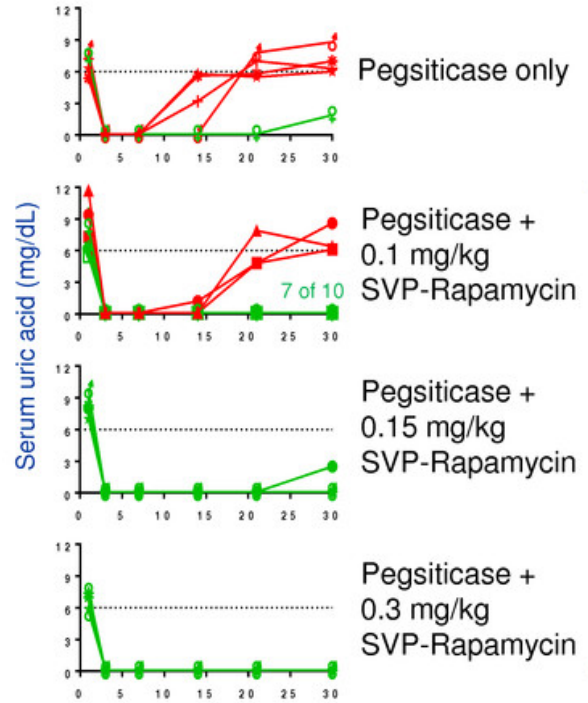 Serum uric acid (mg/dL)
12
9
6
3
0
0 5 10 15 20 25 30
Pegsiticase only
12
9
6
3
0
0 5 10 15 20 25 30
7 of 10
Pegsiticase +
0.1 mg/kg
SVP-Rapamycin
12
9
6
3
0
0 5 10 15 20 25 30
Pegsiticase +
0.15 mg/kg
SVP-Rapamycin
12
9
6
3
0
0 5 10 15 20 25 30
Pegsiticase +
0.3 mg/kg
SVP-Rapamycin